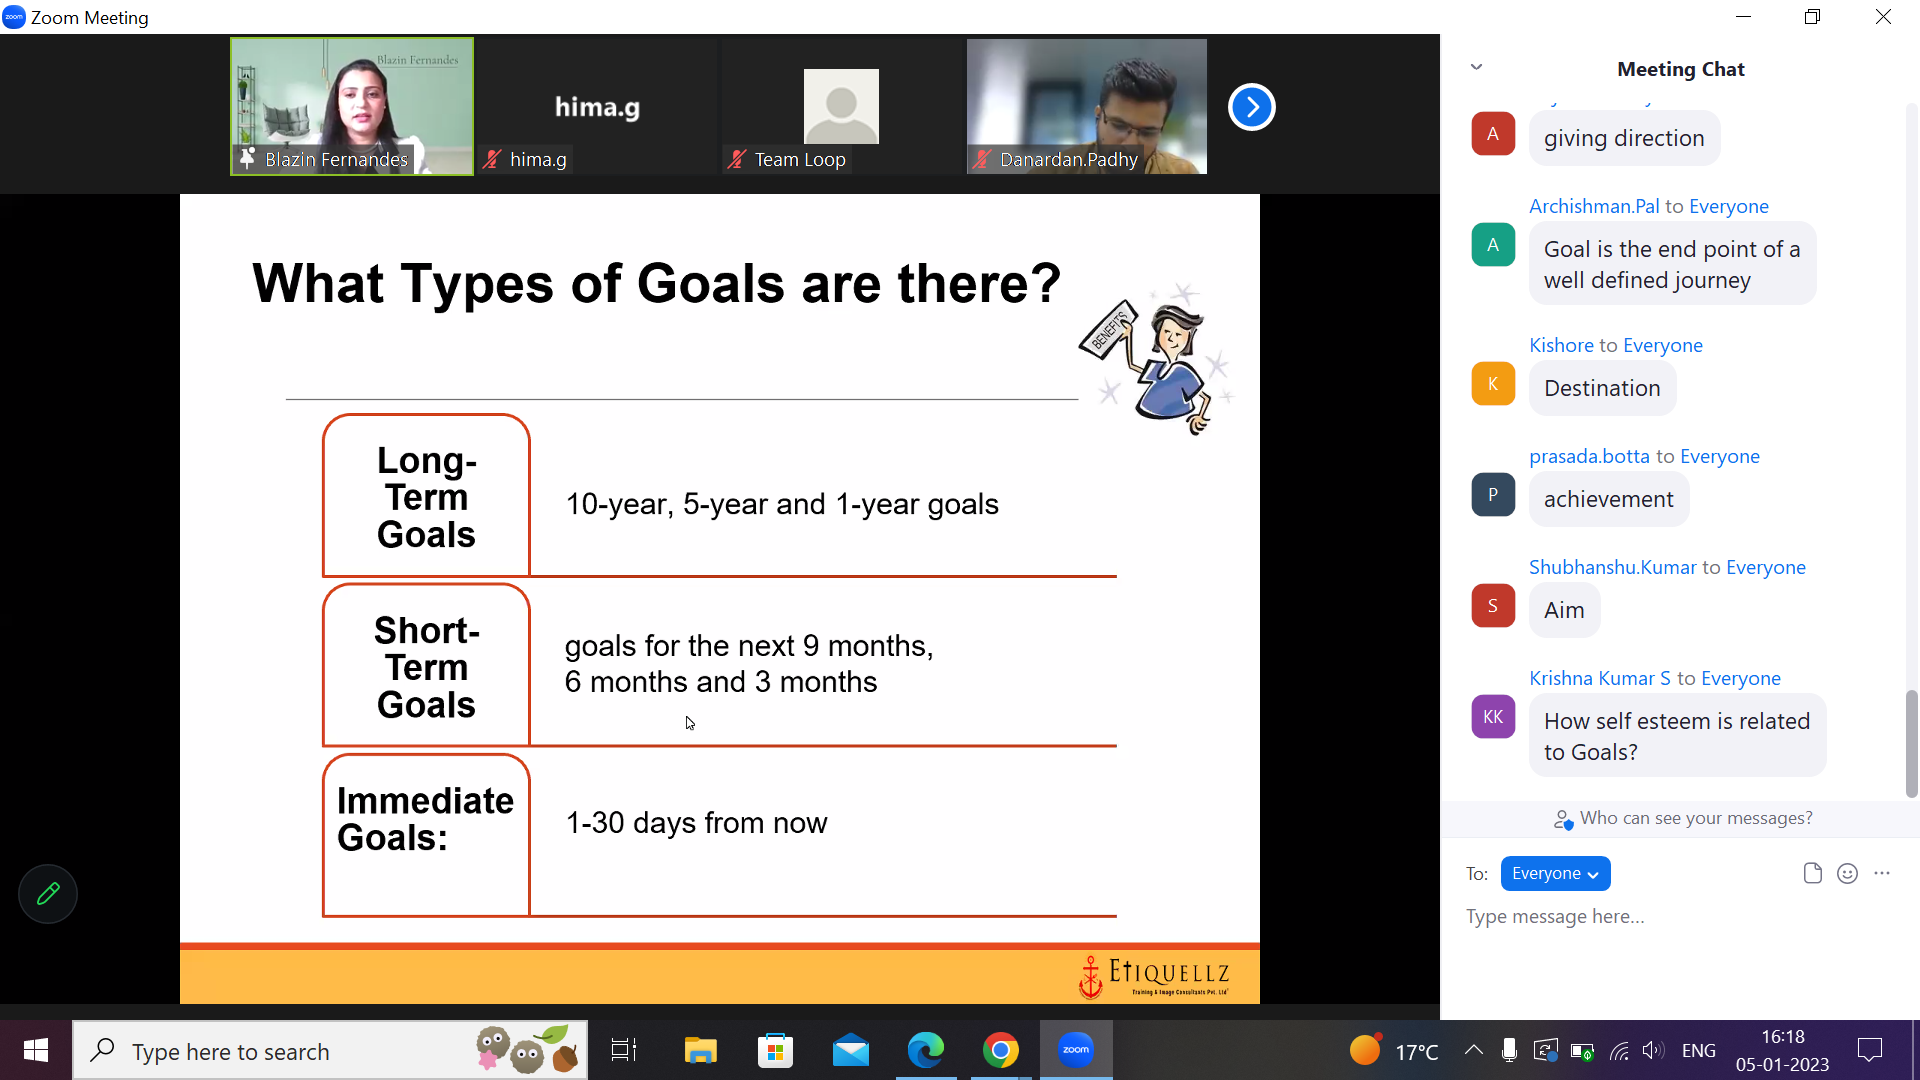 zoom
Zoom Meeting
Blazin Fernandes
Blazin Fernandes
hima.g
hima.g
Team Loop
Danardan.Padhy
What Types of Goals are there?
BENEFITS
Long-
Term
Goals
10-year, 5-year and 1-year goals
Short-
Term
Goals
goals for the next 9 months,
6 months and 3 months
Immediate
Goals:
1-30 days from now
ETIQUELLZ
Training & Image Consultants Pvt. Ltd
Meeting Chat
A
giving direction
Archishman.Pal to Everyone
A
Goal is the end point of a
well defined journey
Kishore to Everyone
K
Destination
prasada.botta to Everyone
P
achievement
Shubhanshu.Kumar to Everyone
S
Aim
Krishna Kumar S to Everyone
KK
How self esteem is related
to Goals?
Who can see your messages?
To:
Everyone
Type message here...
Type here to search
zoom
17°C
ENG
16:18
05-01-2023